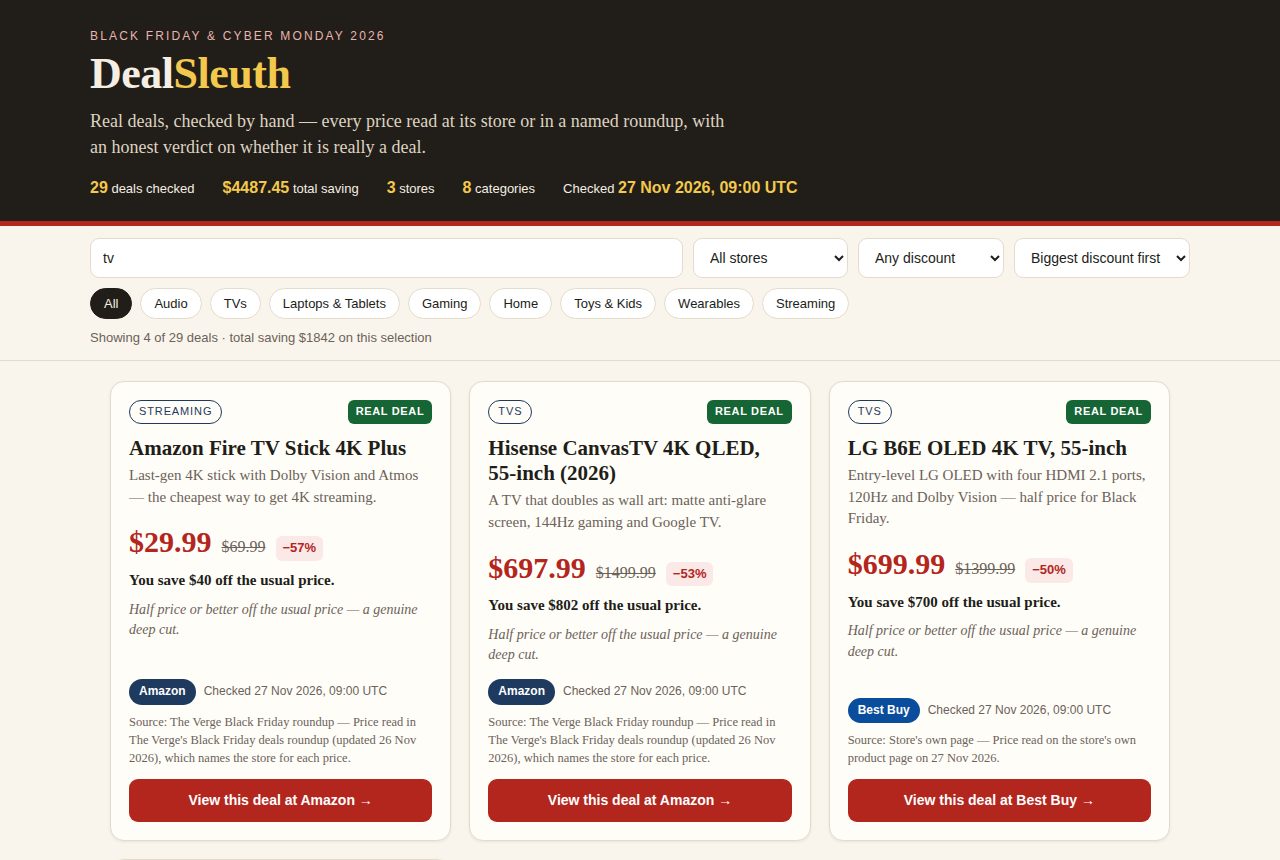 BLACK FRIDAY & CYBER MONDAY 2026
DealSleuth
Real deals, checked by hand — every price read at its store or in a named roundup, with
an honest verdict on whether it is really a deal.
29 deals checked $4487.45 total saving 3 stores 8 categories Checked 27 Nov 2026, 09:00 UTC
tv All stores Any discount Biggest discount first
All Audio TVs Laptops & Tablets Gaming Home Toys & Kids Wearables Streaming
Showing 4 of 29 deals · total saving $1842 on this selection
STREAMING REAL DEAL
Amazon Fire TV Stick 4K Plus
Last-gen 4K stick with Dolby Vision and Atmos
— the cheapest way to get 4K streaming.
$29.99 $69.99 −57%
You save $40 off the usual price.
Half price or better off the usual price — a genuine
deep cut.
Amazon Checked 27 Nov 2026, 09:00 UTC
Source: The Verge Black Friday roundup — Price read in
The Verge's Black Friday deals roundup (updated 26 Nov
2026), which names the store for each price.
View this deal at Amazon →
TVS REAL DEAL
Hisense CanvasTV 4K QLED,
55-inch (2026)
A TV that doubles as wall art: matte anti-glare
screen, 144Hz gaming and Google TV.
$697.99 $1499.99 −53%
You save $802 off the usual price.
Half price or better off the usual price — a genuine
deep cut.
Amazon Checked 27 Nov 2026, 09:00 UTC
Source: The Verge Black Friday roundup — Price read in
The Verge's Black Friday deals roundup (updated 26 Nov
2026), which names the store for each price.
View this deal at Amazon →
TVS REAL DEAL
LG B6E OLED 4K TV, 55-inch
Entry-level LG OLED with four HDMI 2.1 ports,
120Hz and Dolby Vision — half price for Black
Friday.
$699.99 $1399.99 −50%
You save $700 off the usual price.
Half price or better off the usual price — a genuine
deep cut.
Best Buy Checked 27 Nov 2026, 09:00 UTC
Source: Store's own page — Price read on the store's own
product page on 27 Nov 2026.
View this deal at Best Buy →